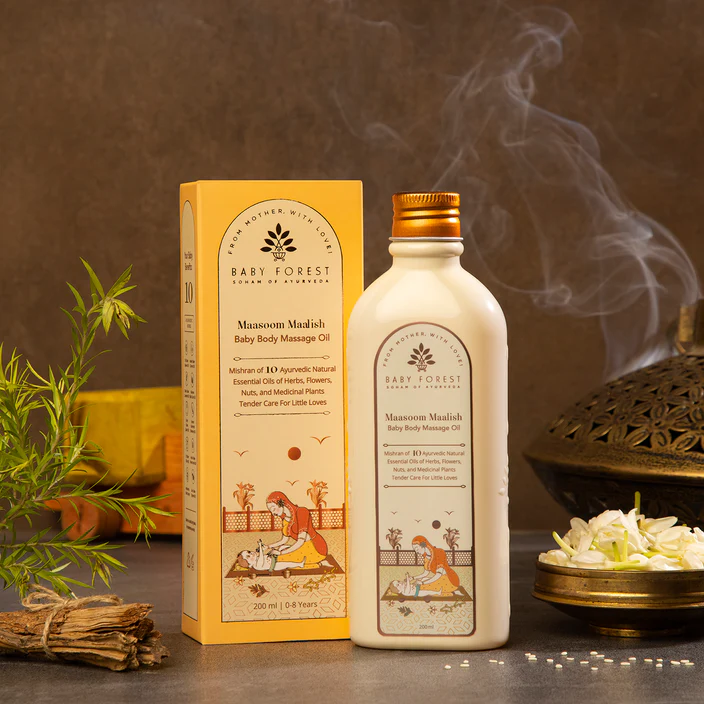 FROM MOTHER, WITH LOVE!
BABY FOREST
SOHAM OF AYURVEDA
Maasoom Maalish
Baby Body Massage Oil
Mishran of 10 Ayurvedic Natural
Essential Oils of Herbs, Flowers,
Nuts, and Medicinal Plants
Tender Care For Little Loves
200 ml | 0-8 Years
10
FROM MOTHER, WITH LOVE!
BABY FOREST
SOHAM OF AYURVEDA
Maasoom Maalish
Baby Body Massage Oil
Mishran of 10 Ayurvedic Natural
Essential Oils of Herbs, Flowers,
Nuts, and Medicinal Plants
Tender Care For Little Loves
200ml